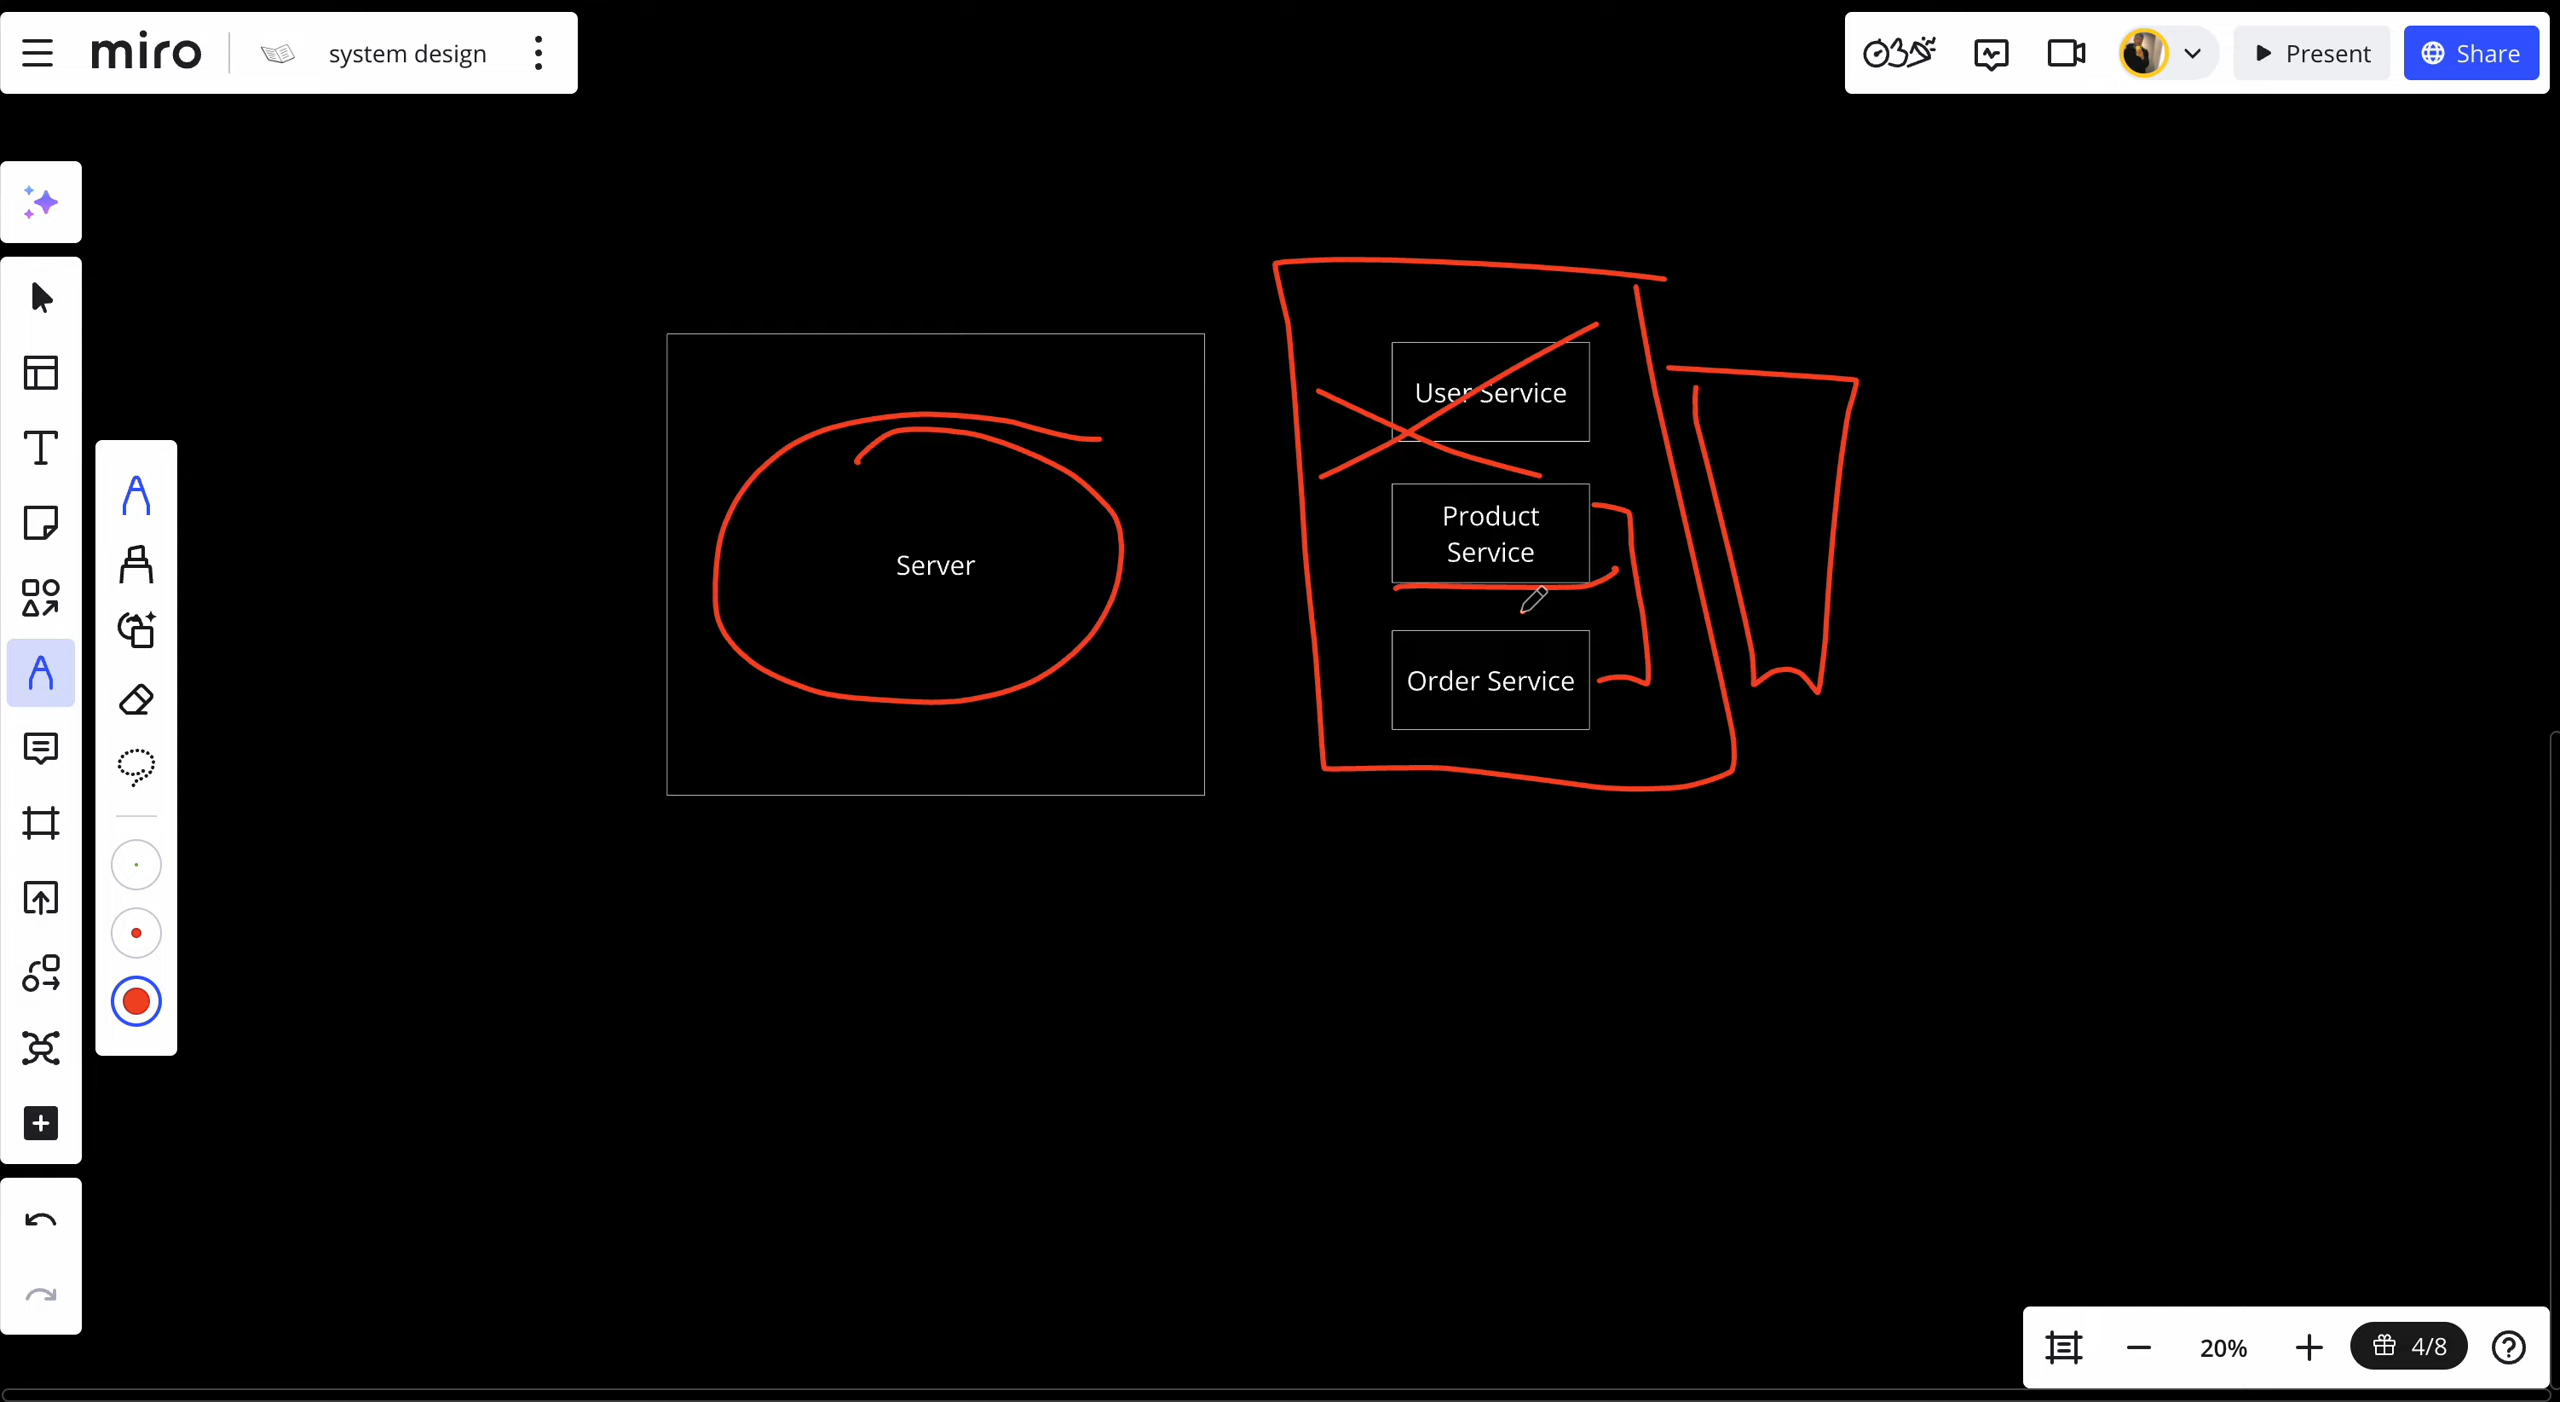 miro
system design
Present
Share
User Service
Product
Service
Server
Order Service
20%
4/8